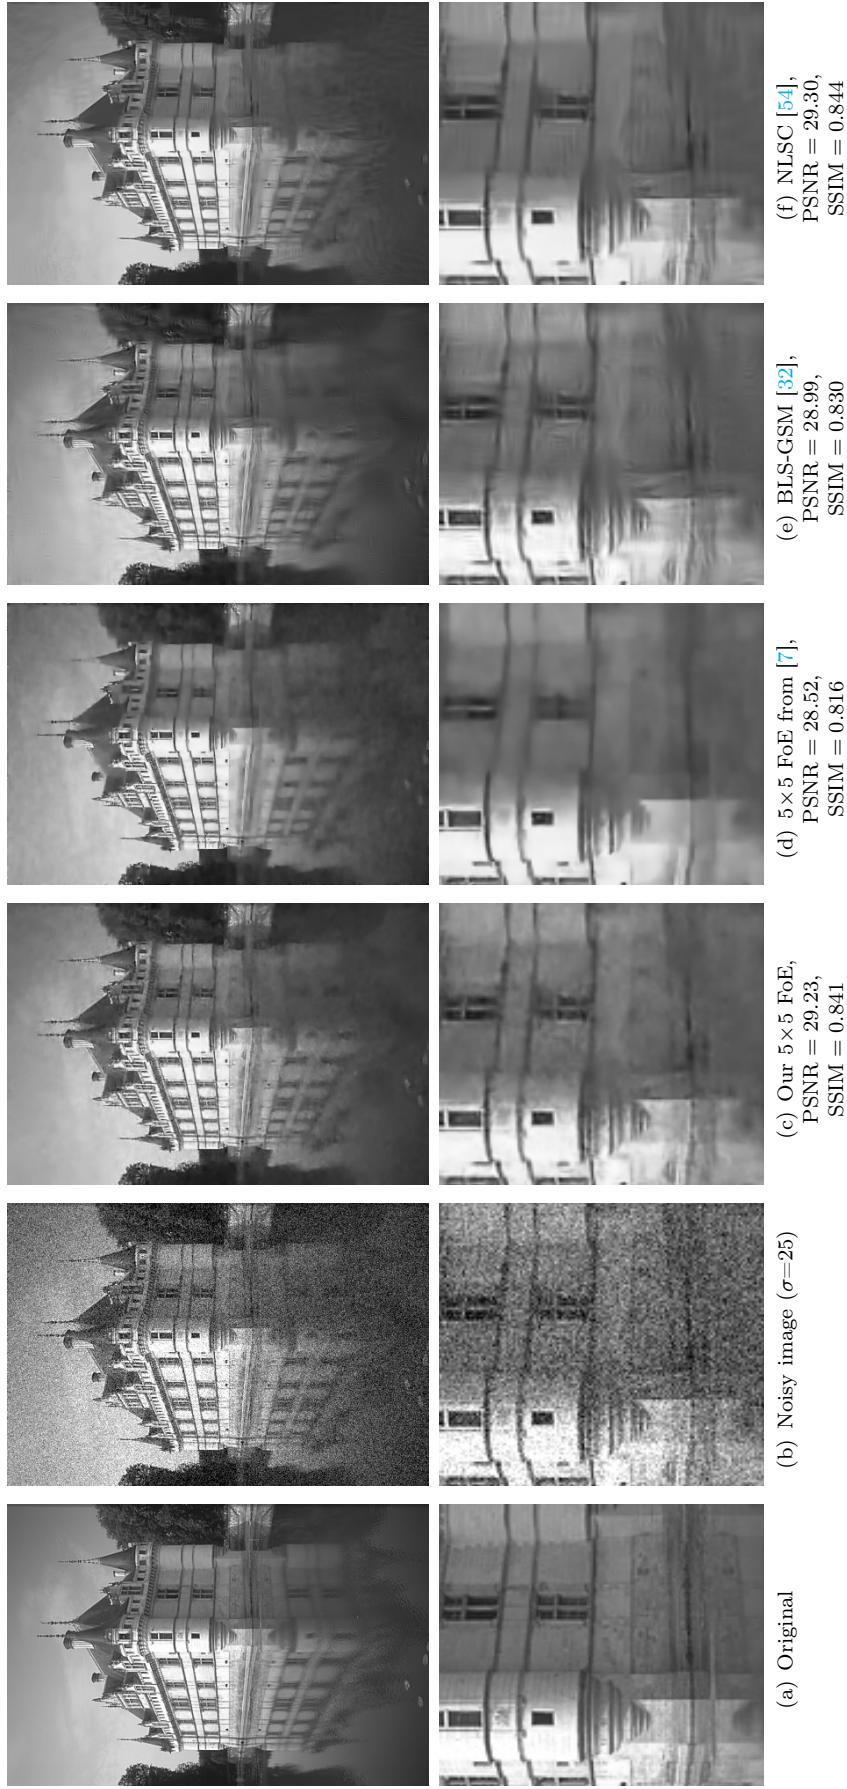 (a) Original
(b) Noisy image (σ=25)
(c) Our 5×5 FoE,
PSNR = 29.23,
SSIM = 0.841
(d) 5×5 FoE from [7],
PSNR = 28.52,
SSIM = 0.816
(e) BLS-GSM [32],
PSNR = 28.99,
SSIM = 0.830
(f) NLSC [54],
PSNR = 29.30,
SSIM = 0.844